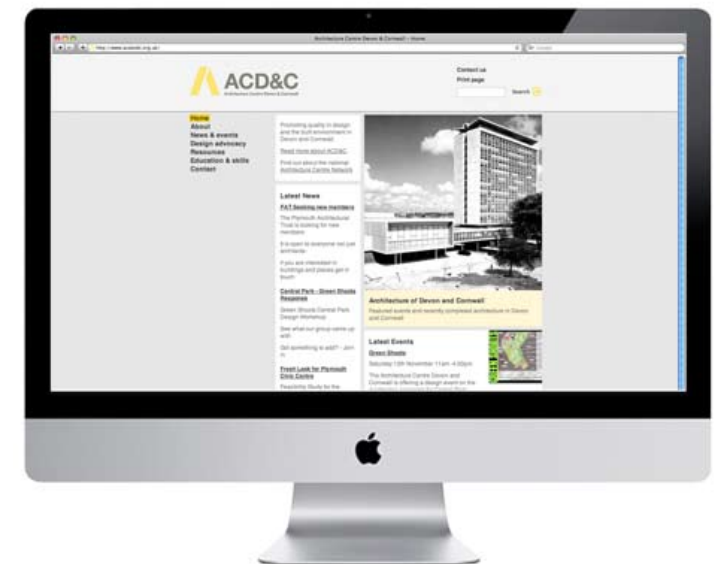 Architecture Centre Devon & Cornwall – Home
Google
ACD&C
Architecture Centre Devon & Cornwall
Contact us
Print page
Search
Home
About
News & events
Design advocacy
Resources
Education & skills
Contact
Promoting quality in design
and the built environment in
Devon and Cornwall
Read more about ACD&C
Find out about the national
Architecture Centre Network
Latest News
PAT Seeking new members
The Plymouth Architectural
Trust is looking for new
members
It is open to everyone not just
architects
If you are interested in
buildings and places get in
touch
Central Park - Green Shoots
Response
Green Shoots Central Park
Design Workshop
See what our group came up
with
Got something to add? - Join
in
Fresh Look for Plymouth
Civic Centre
Feasibility Study for the
Architecture of Devon and Cornwall
Featured events and recently completed architecture in Devon
and Cornwall
Latest Events
Green Shoots
Saturday 13th November 11am -4:00pm
The Architecture Centre Devon and
Cornwall is offering a design event on the